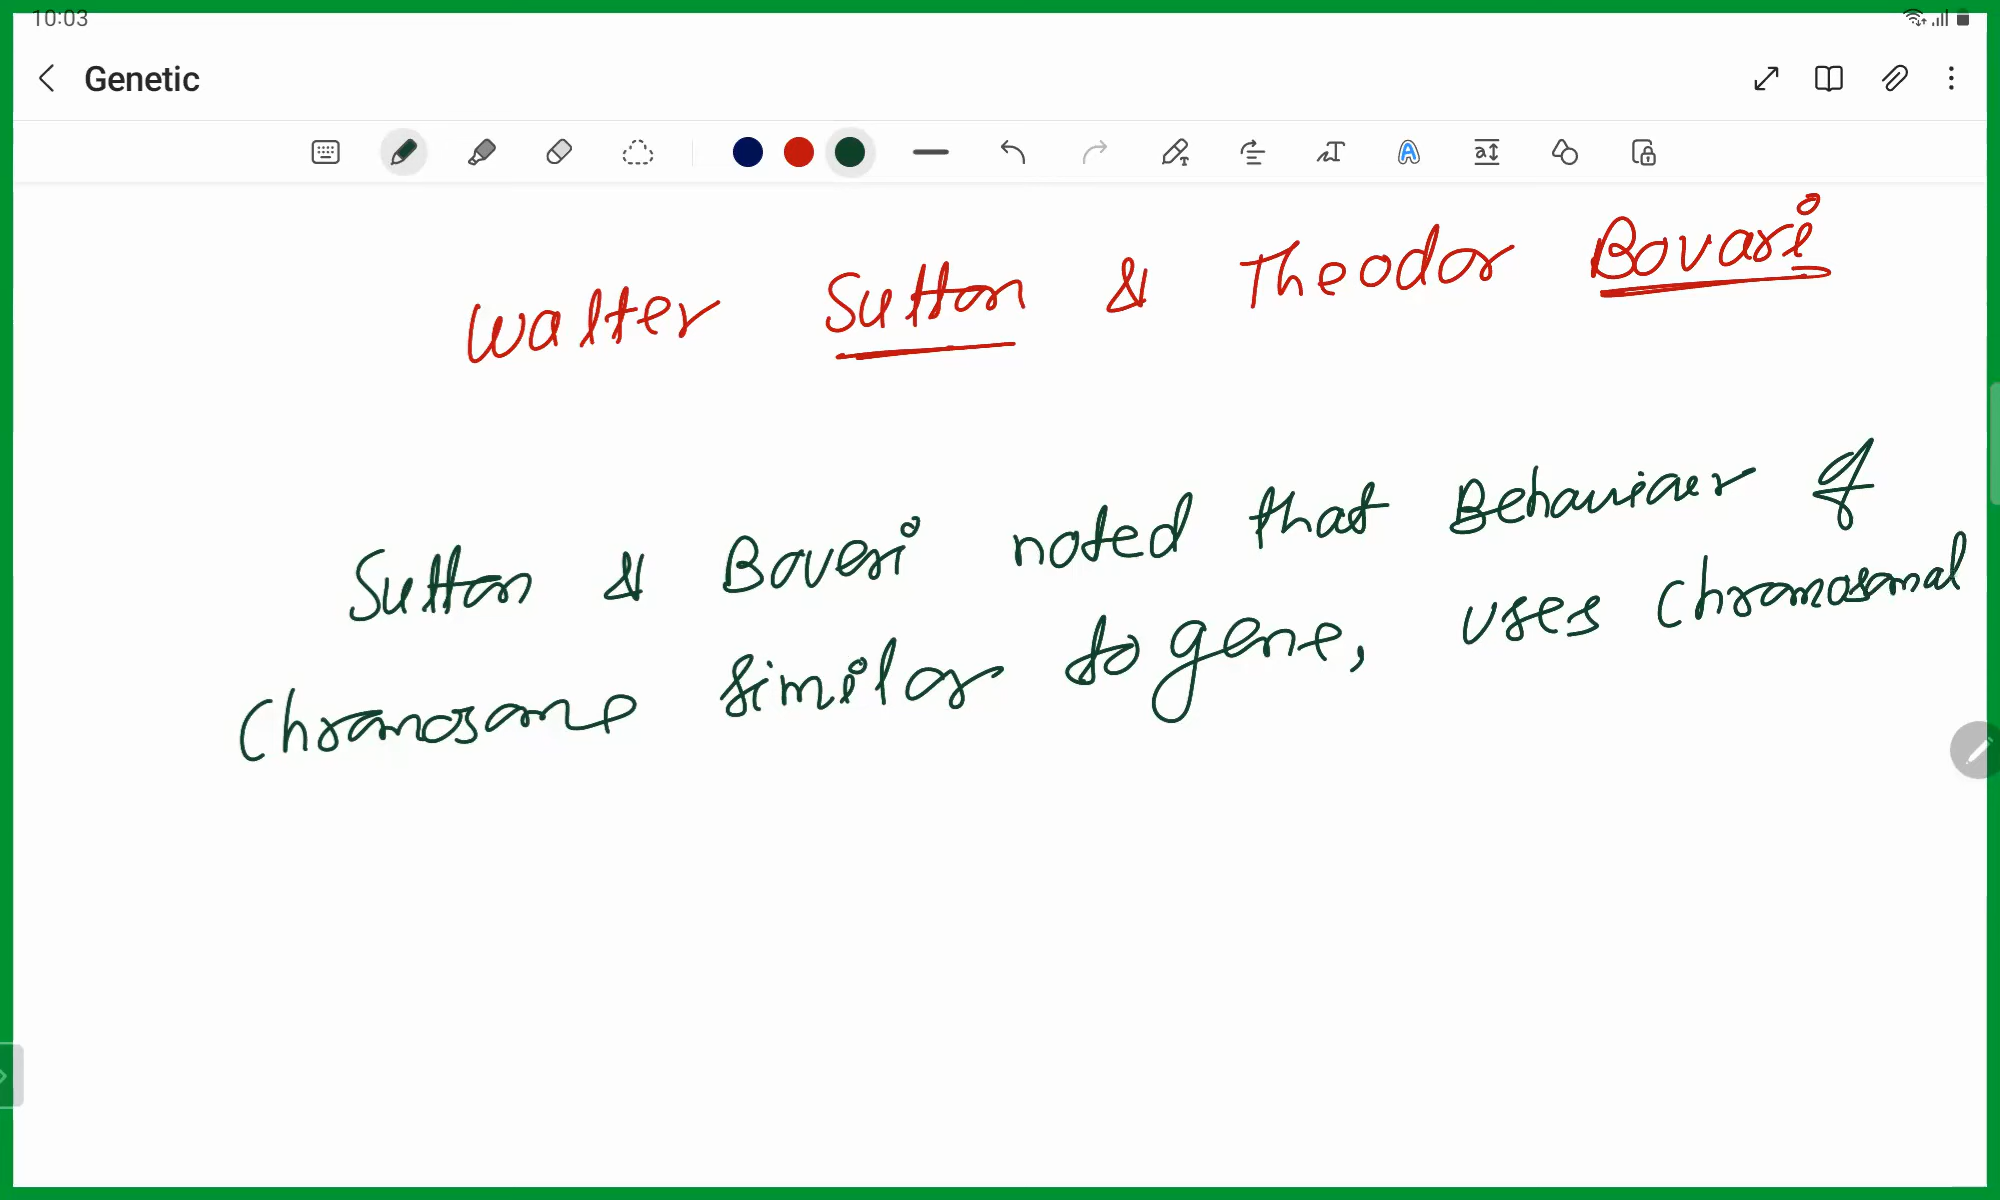 10:03
Genetic
Walter Sutton & Theodor Bovari
Sutton & Boveri noted that Behaviour of
Chromosome similar to gene, uses Chromosomal